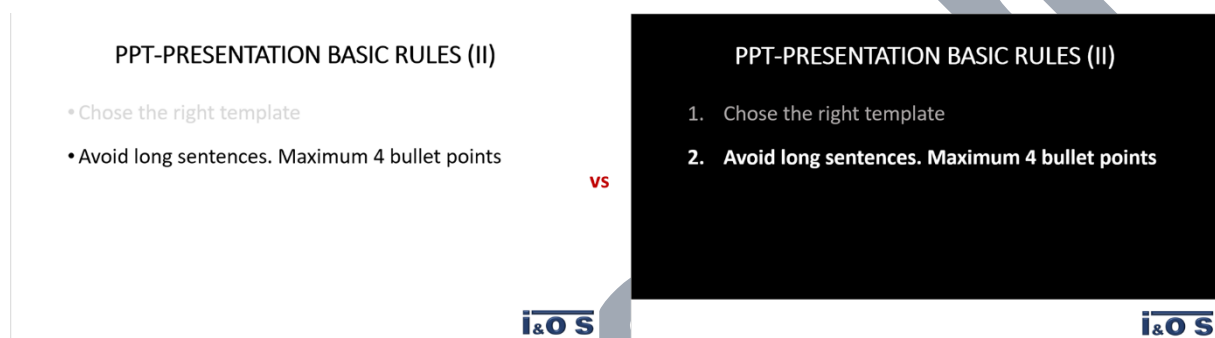 PPT-PRESENTATION BASIC RULES (II)
• Chose the right template
• Avoid long sentences. Maximum 4 bullet points
vs
PPT-PRESENTATION BASIC RULES (II)
1. Chose the right template
2. Avoid long sentences. Maximum 4 bullet points
i&O S
i&O S